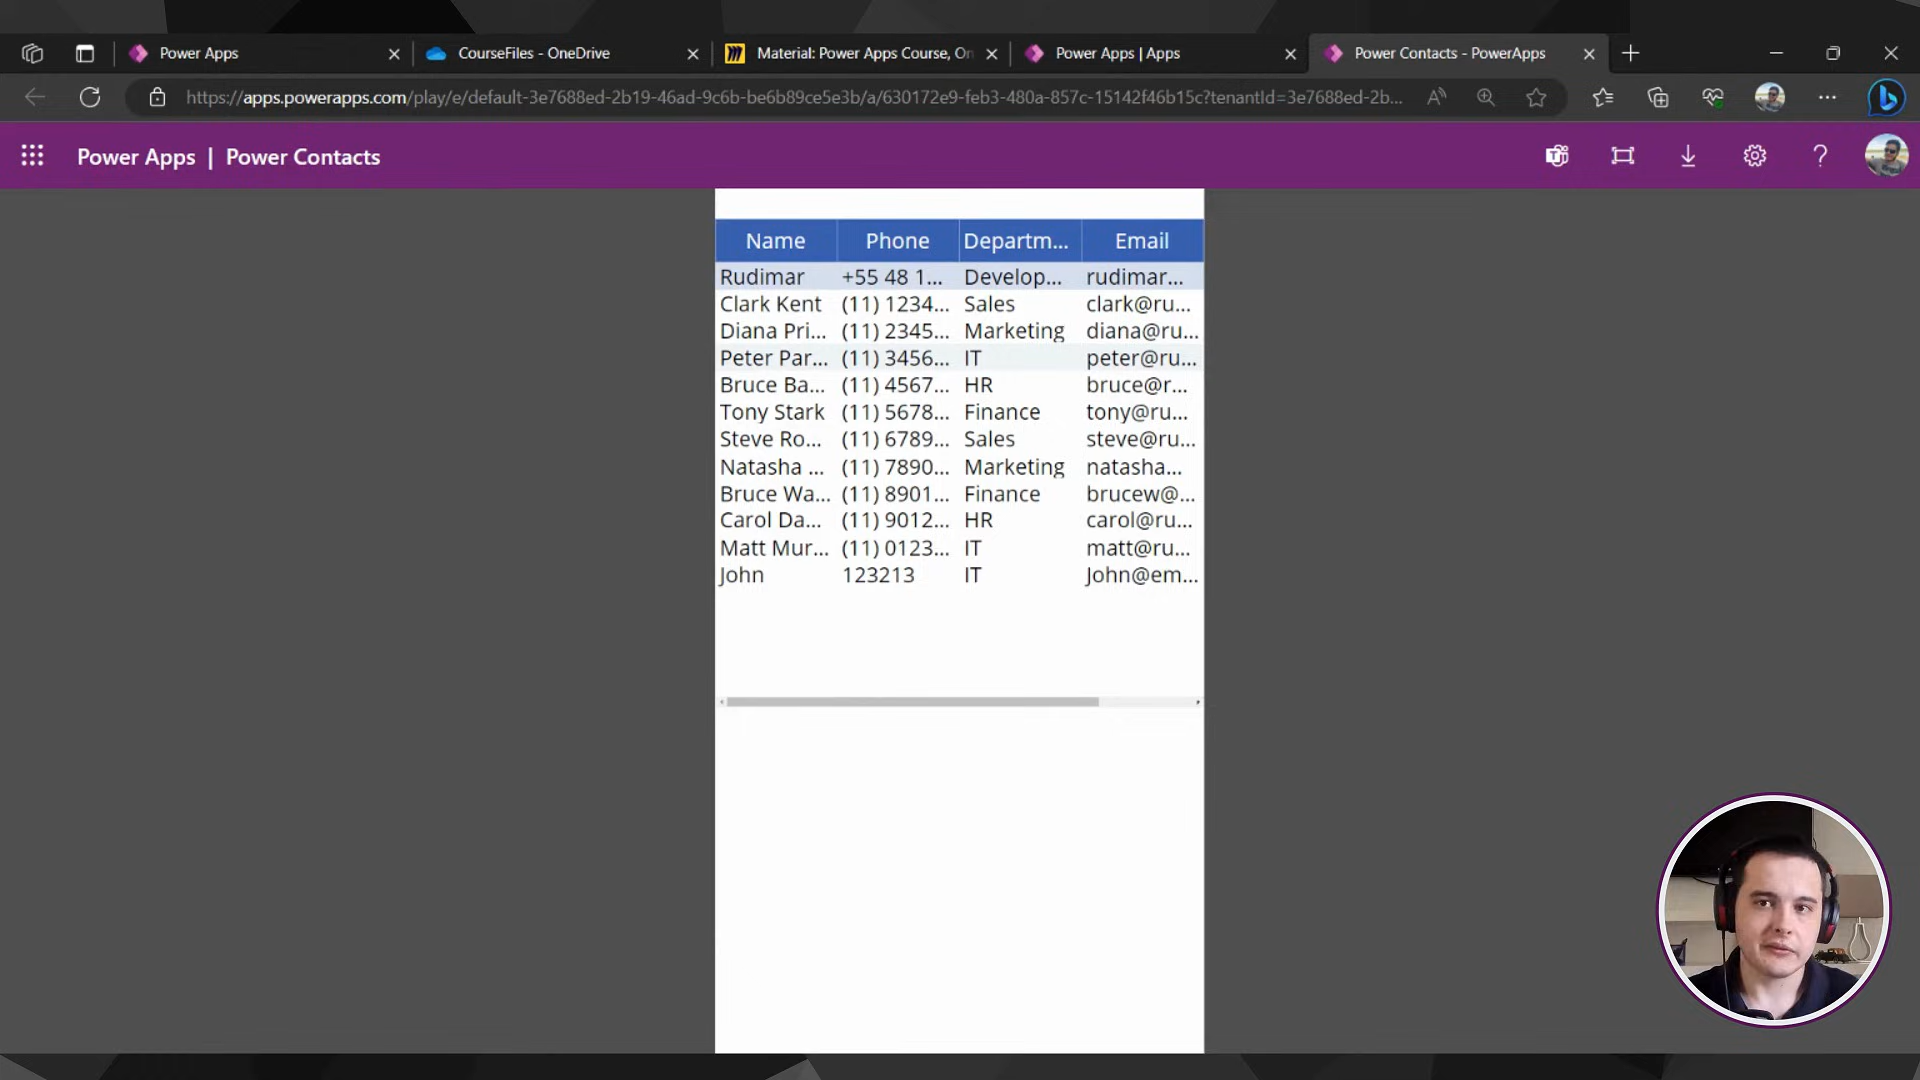 Power Apps
CourseFiles - OneDrive
Material: Power Apps Course, On
Power Apps | Apps
Power Contacts - PowerApps
https://apps.powerapps.com/play/e/default-3e7688ed-2b19-46ad-9c6b-be6b89ce5e3b/a/630172e9-feb3-480a-857c-15142f46b15c?tenantId=3e7688ed-2b...
Power Apps | Power Contacts
Name Phone Departm... Email
Rudimar +55 48 1... Develop... rudimar...
Clark Kent (11) 1234... Sales clark@ru...
Diana Pri... (11) 2345... Marketing diana@ru...
Peter Par... (11) 3456... IT peter@ru...
Bruce Ba... (11) 4567... HR bruce@r...
Tony Stark (11) 5678... Finance tony@ru...
Steve Ro... (11) 6789... Sales steve@ru...
Natasha ... (11) 7890... Marketing natasha...
Bruce Wa... (11) 8901... Finance brucew@...
Carol Da... (11) 9012... HR carol@ru...
Matt Mur... (11) 0123... IT matt@ru...
John 123213 IT John@em...